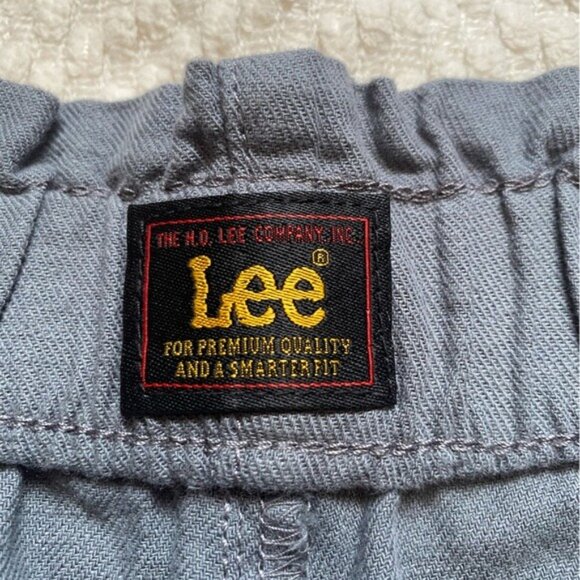 THE H.D. LEE COMPANY, INC.
Lee®
FOR PREMIUM QUALITY
AND A SMARTER FIT